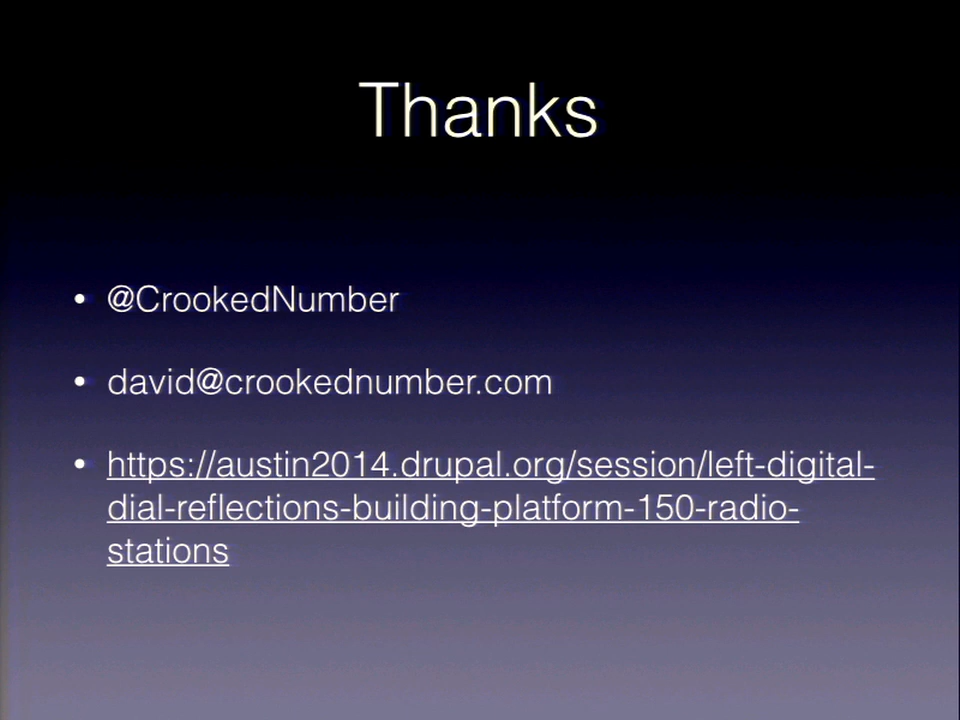 Thanks
• @CrookedNumber
• david@crookednumber.com
• https://austin2014.drupal.org/session/left-digital-
dial-reflections-building-platform-150-radio-
stations